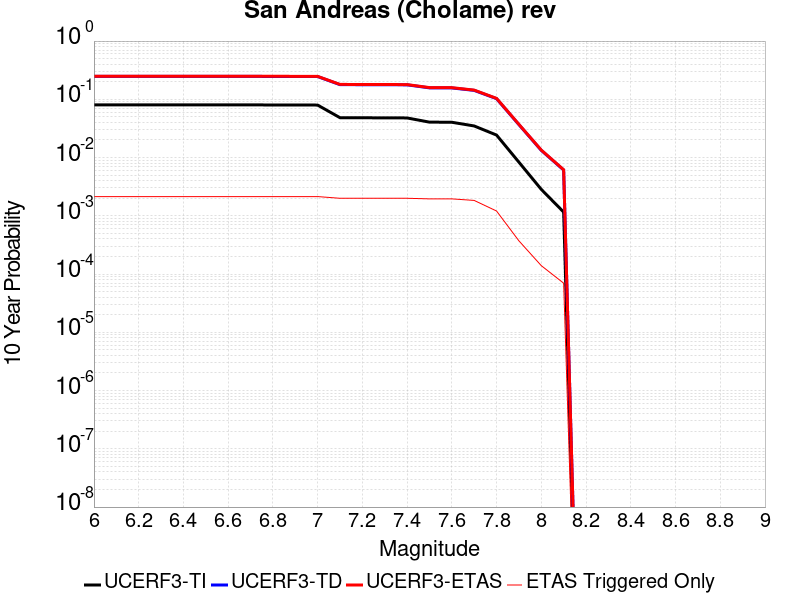 San Andreas (Cholame) rev
10^0
10^-1
10^-2
10^-3
10^-4
10^-5
10^-6
10^-7
10^-8
10 Year Probability
6 6.2 6.4 6.6 6.8 7 7.2 7.4 7.6 7.8 8 8.2 8.4 8.6 8.8 9
Magnitude
UCERF3-TI UCERF3-TD UCERF3-ETAS ETAS Triggered Only